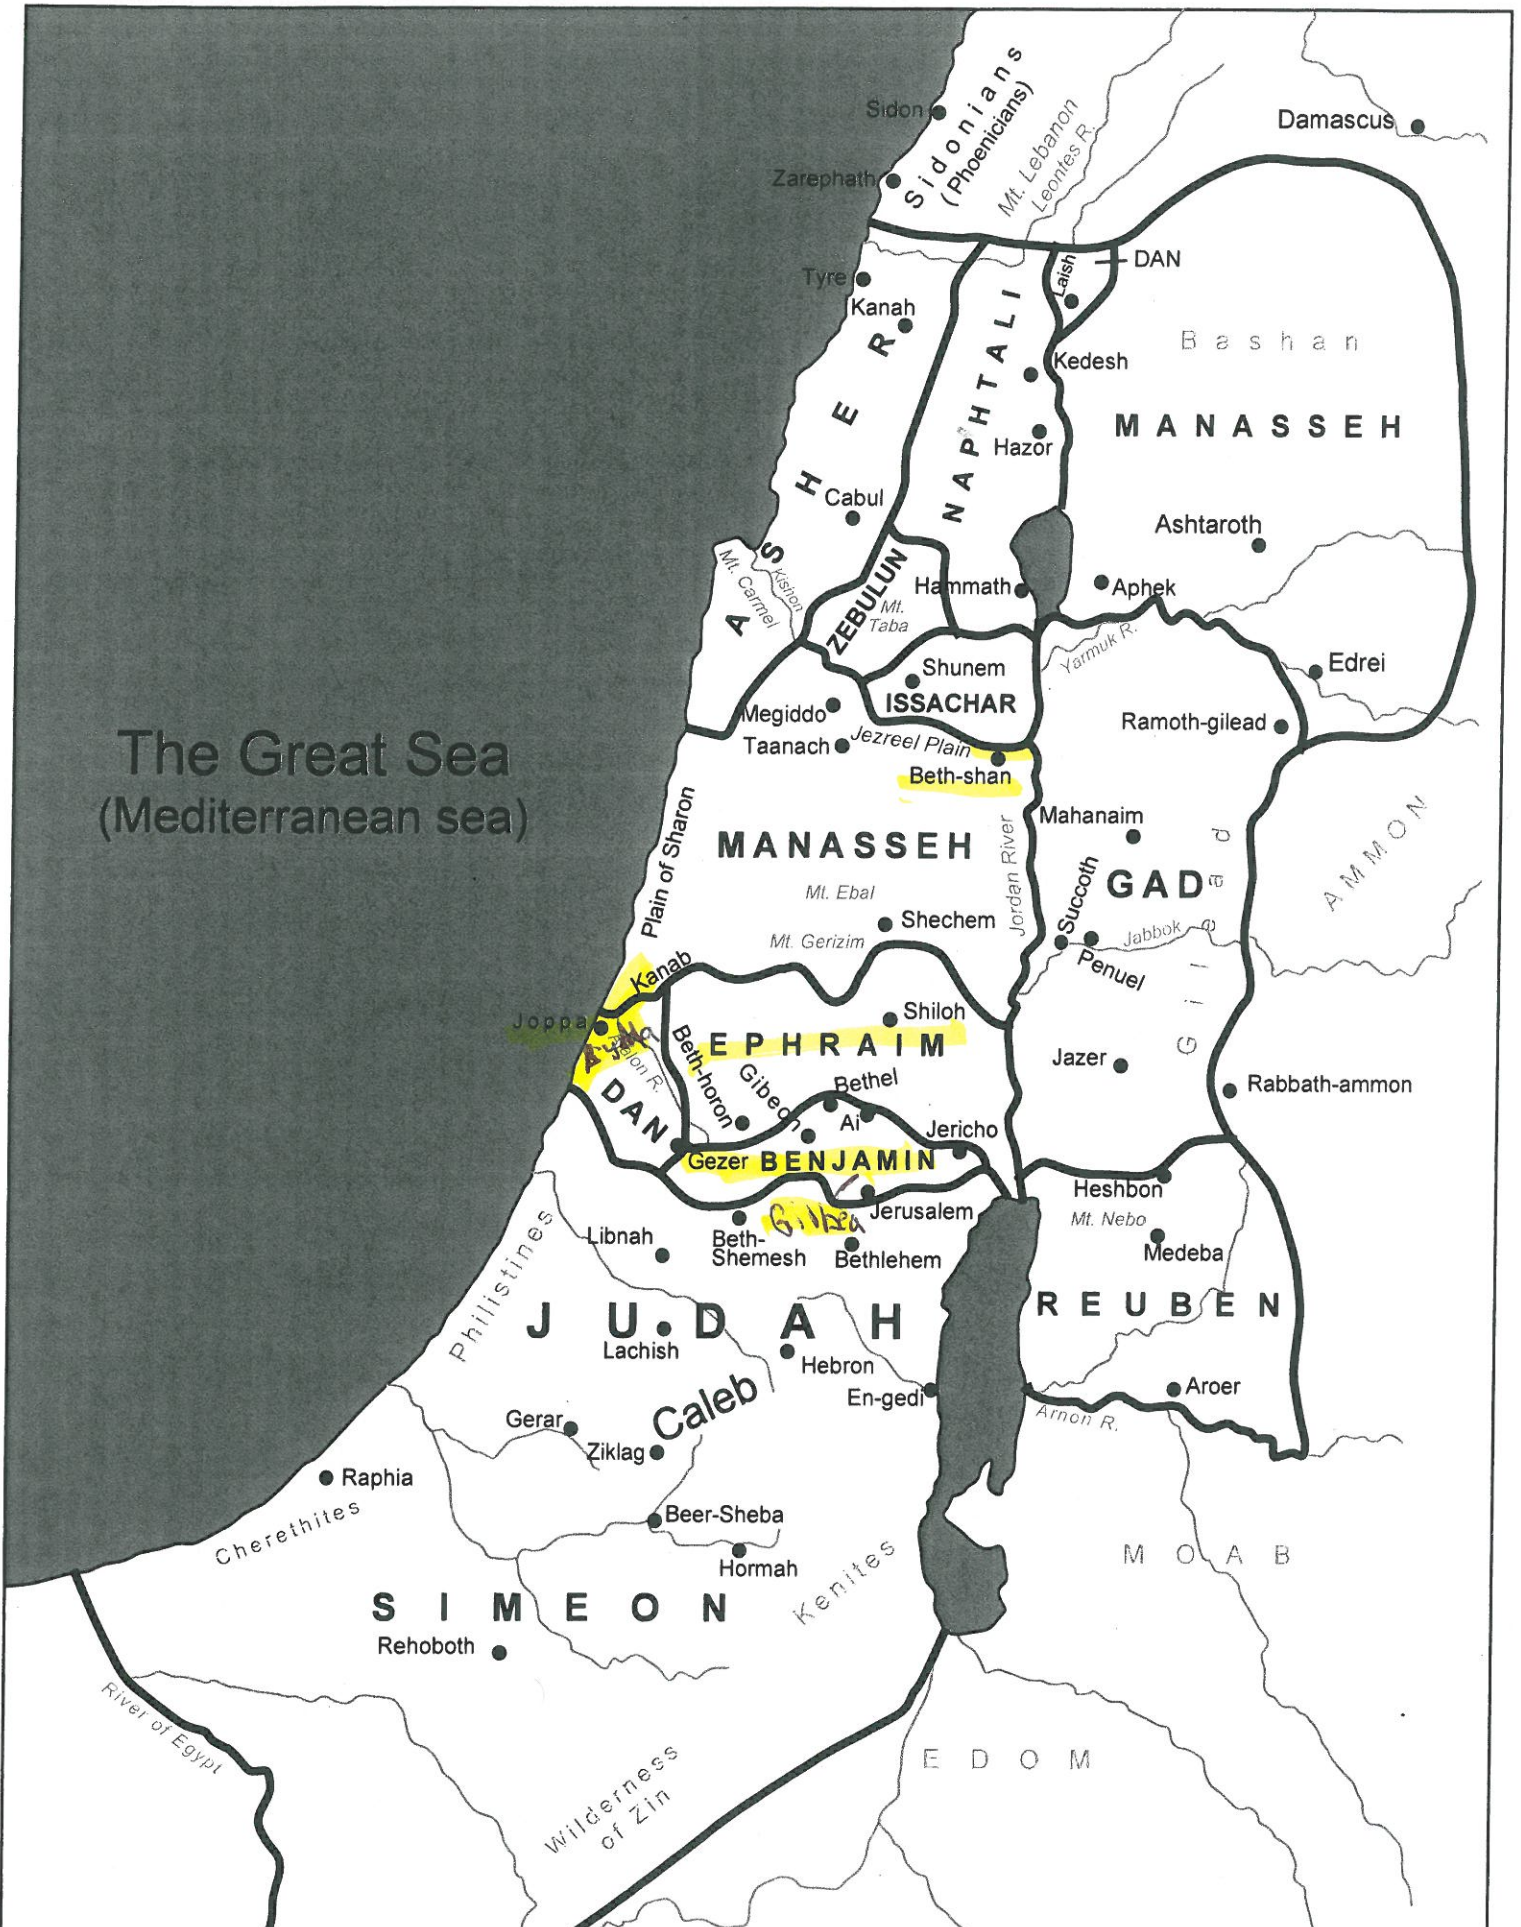 Sidonians
(Phoenicians)
Sidon
Mt. Lebanon
Leontes R.
Damascus
Zarephath
Tyre
Laish
DAN
Kanah
Bashan
Kedesh
NAPHTALI
MANASSEH
Hazor
ASHER
Cabul
Ashtaroth
Mt. Carmel
Kishon
ZEBULUN
Hammath
Aphek
Mt.
Taba
Yarmuk R.
Shunem
Edrei
ISSACHAR
Megiddo
Ramoth-gilead
Taanach
Jezreel Plain
The Great Sea
(Mediterranean sea)
Beth-shan
Plain of Sharon
Mahanaim
MANASSEH
Jordan River
Gilead
AMMON
Succoth
GAD
Mt. Ebal
Shechem
Mt. Gerizim
Jabbok
Penuel
Kanab
Joppa
Shiloh
EPHRAIM
Beth-horon
Gibeon
Bethel
Jazer
Rabbath-ammon
DAN
Ai
Jericho
Gezer
BENJAMIN
Heshbon
Jerusalem
Mt. Nebo
Libnah
Beth-
Shemesh
Bethlehem
Medeba
Philistines
REUBEN
JUDAH
Lachish
Hebron
En-gedi
Aroer
Caleb
Arnon R.
Gerar
Ziklag
Raphia
Beer-Sheba
Cherethites
Hormah
MOAB
Kenites
SIMEON
Rehoboth
River of Egypt
EDOM
Wilderness
of Zin